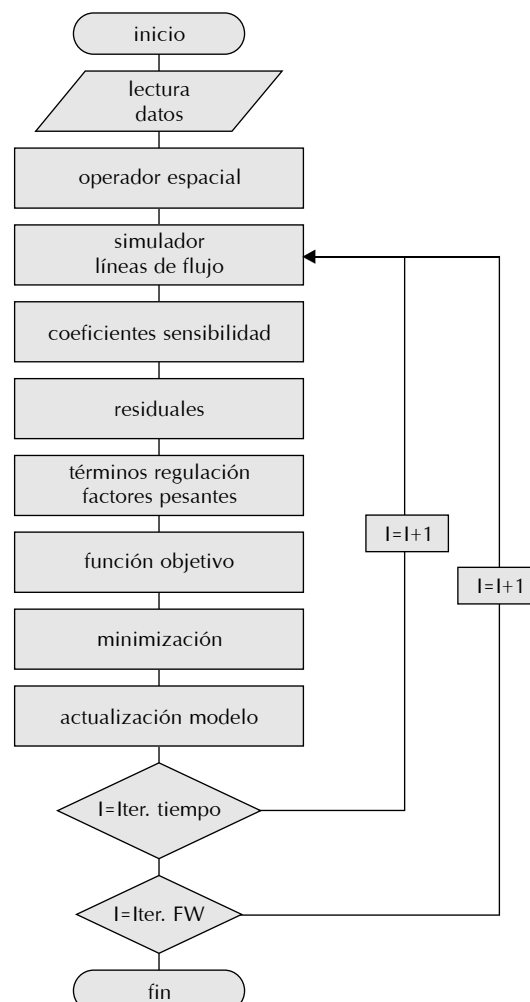 inicio
lectura
datos
operador espacial
simulador
líneas de flujo
coeficientes sensibilidad
residuales
términos regulación
factores pesantes
función objetivo
minimización
actualización modelo
I=Iter. tiempo
I=I+1
I=Iter. FW
I=I+1
fin